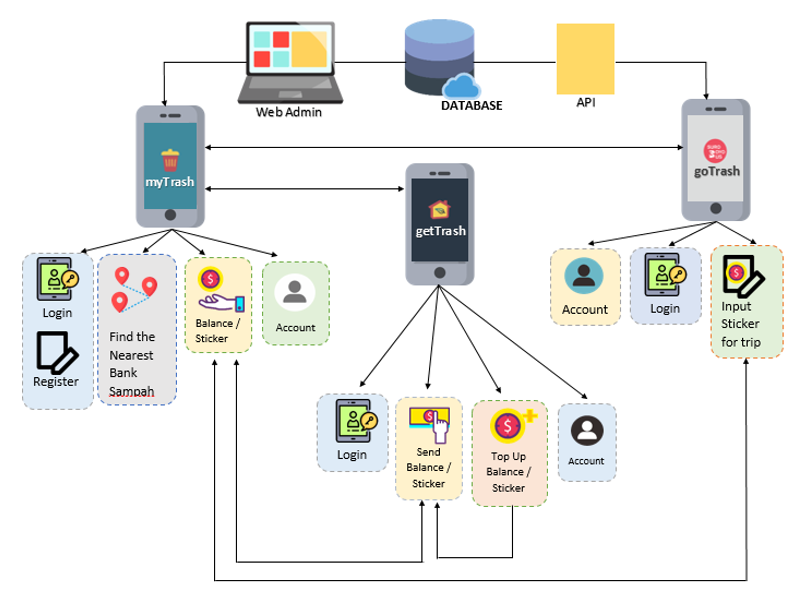 Web Admin
DATABASE
API
myTrash
getTrash
goTrash
Login
Register
Find the
Nearest
Bank
Sampah
Balance /
Sticker
Account
Account
Login
Input
Sticker
for trip
Login
Send
Balance /
Sticker
Top Up
Balance /
Sticker
Account